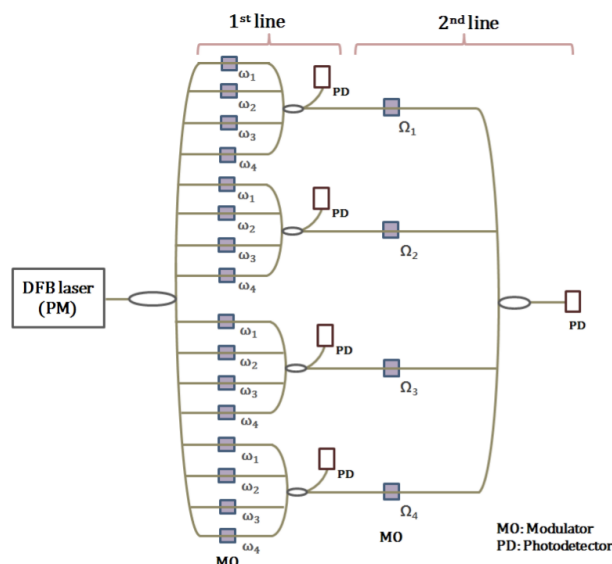 1st line
2nd line
ω1
PD
ω2
Ω1
ω3
ω4
ω1
PD
ω2
Ω2
ω3
ω4
DFB laser
(PM)
ω1
PD
ω2
PD
ω3
Ω3
ω4
ω1
PD
ω2
ω3
Ω4
MO
ω4
MO
MO: Modulator
PD: Photodetector